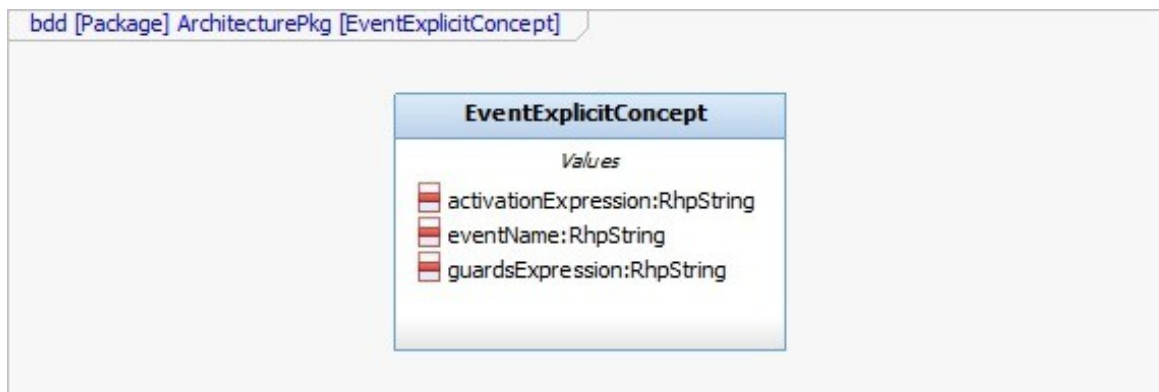 bdd [Package] ArchitecturePkg [EventExplicitConcept]
EventExplicitConcept
Values
activationExpression:RhpString
eventName:RhpString
guardsExpression:RhpString